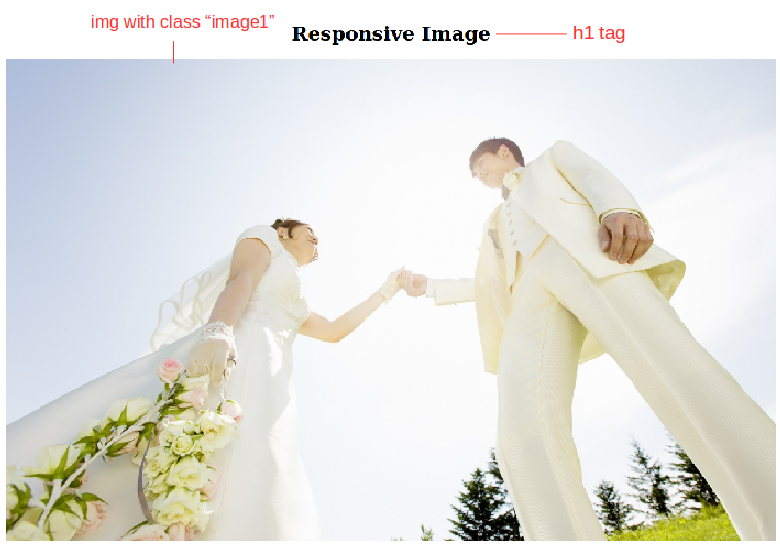 img with class “image1”
Responsive Image
h1 tag